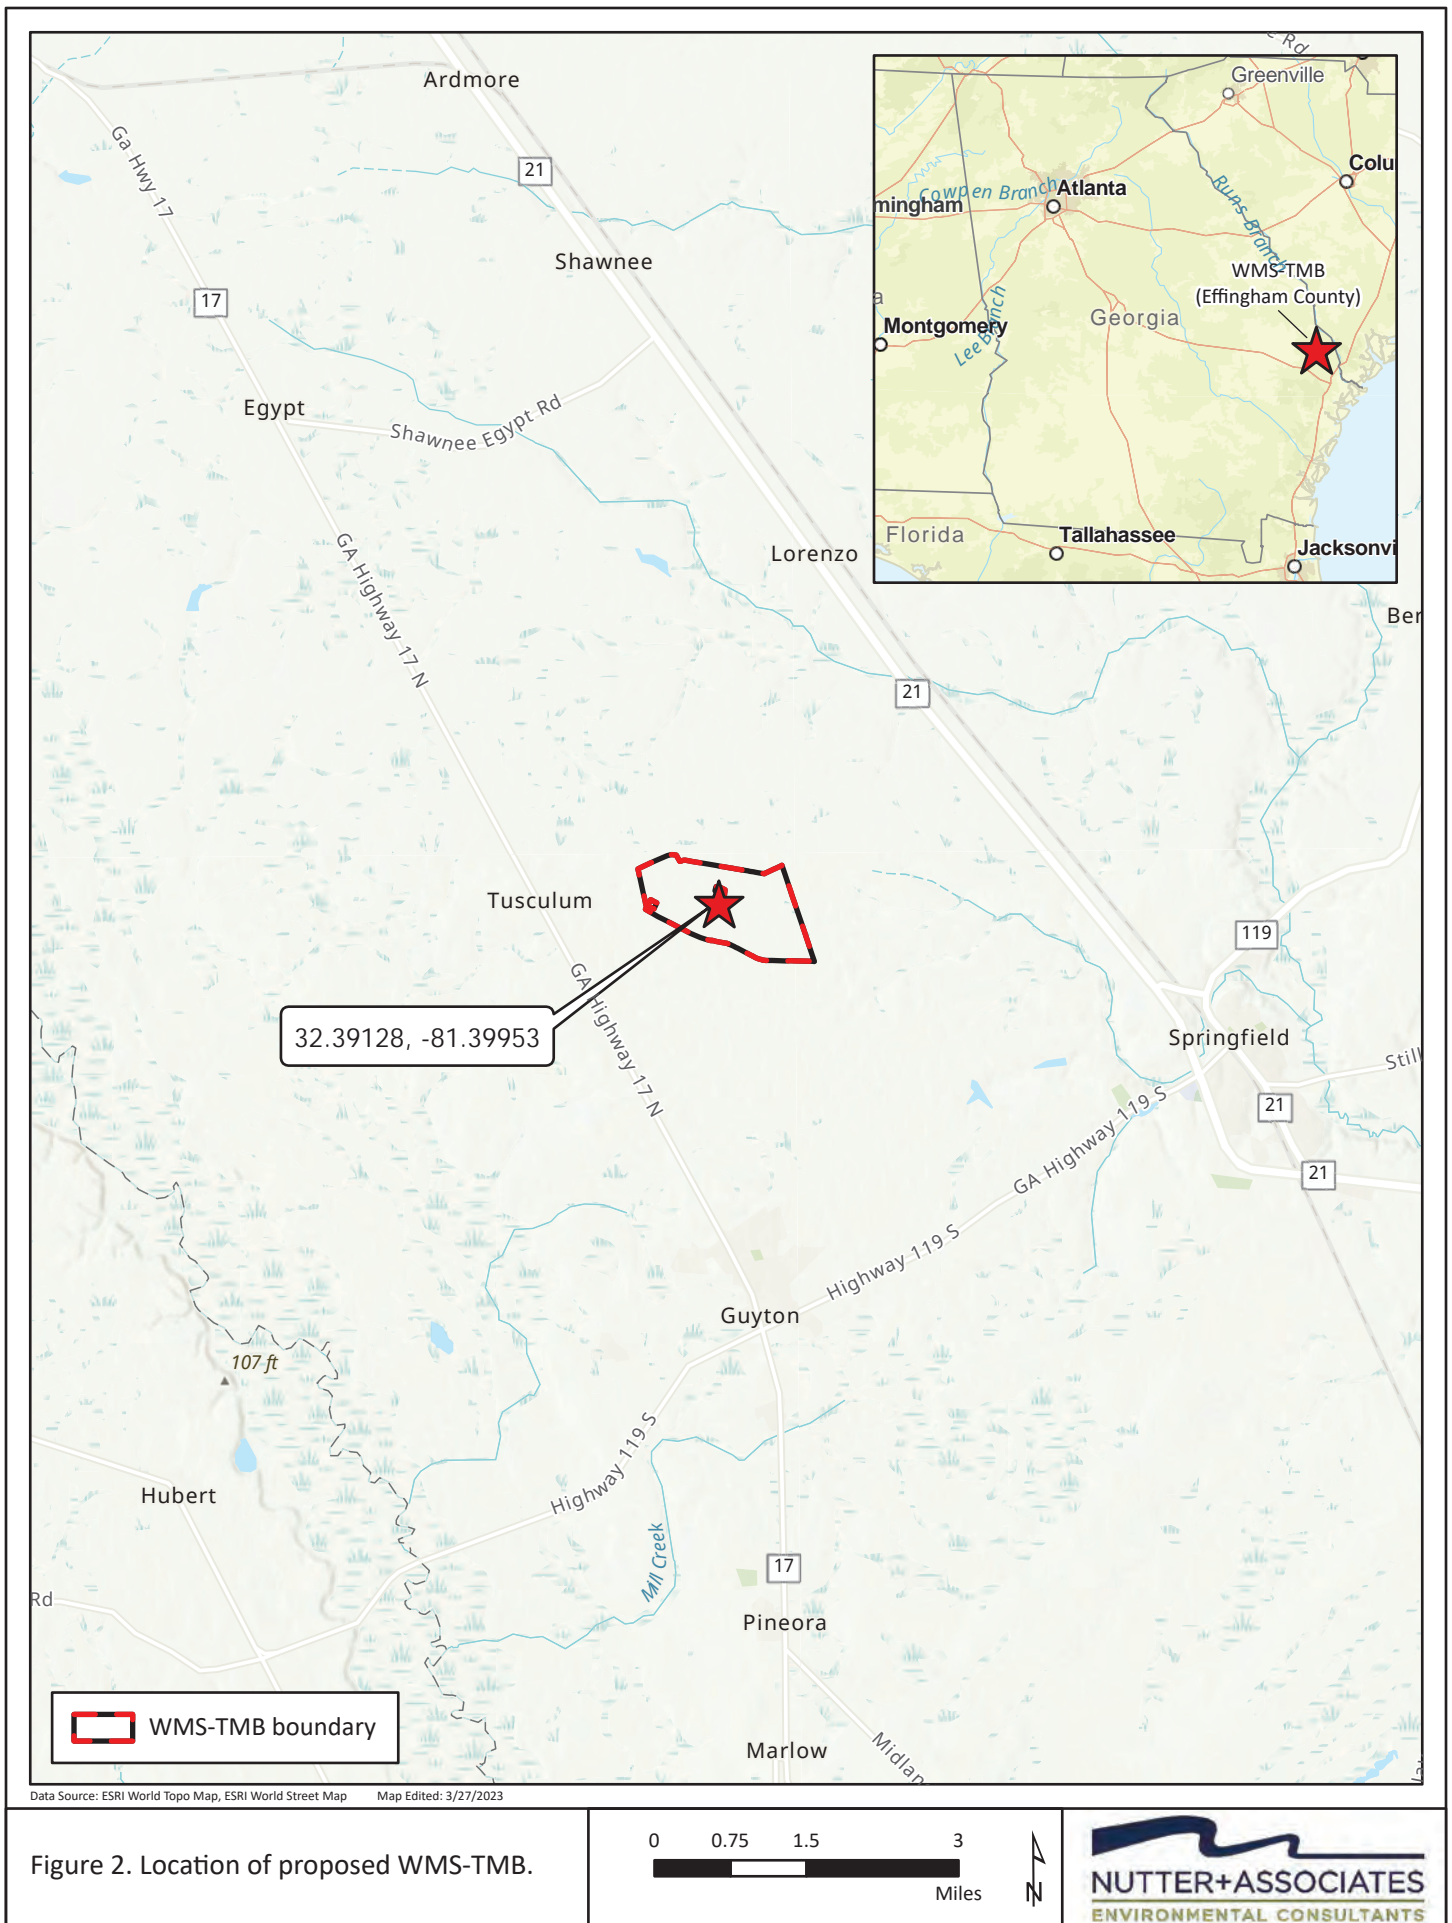 Ardmore
Ga Hwy 17
21
Shawnee
17
Egypt
Shawnee Egypt Rd
GA Highway 17 N
Lorenzo
21
Ber
Greenville
Colu
Cowpen Branch
Atlanta
mingham
Runs Branch
WMS-TMB
(Effingham County)
a
Montgomery
Lee Branch
Georgia
Florida
Tallahassee
Jacksonvi
Tusculum
119
32.39128, -81.39953
GA Highway 17 N
Springfield
Still
21
GA Highway 119 S
21
Highway 119 S
Guyton
107 ft
Highway 119 S
Hubert
Mill Creek
17
Rd
Pineora
WMS-TMB boundary
Marlow
Midlan
Data Source: ESRI World Topo Map, ESRI World Street Map Map Edited: 3/27/2023
Figure 2. Location of proposed WMS-TMB.
0 0.75 1.5 3
Miles
N
NUTTER+ASSOCIATES
ENVIRONMENTAL CONSULTANTS